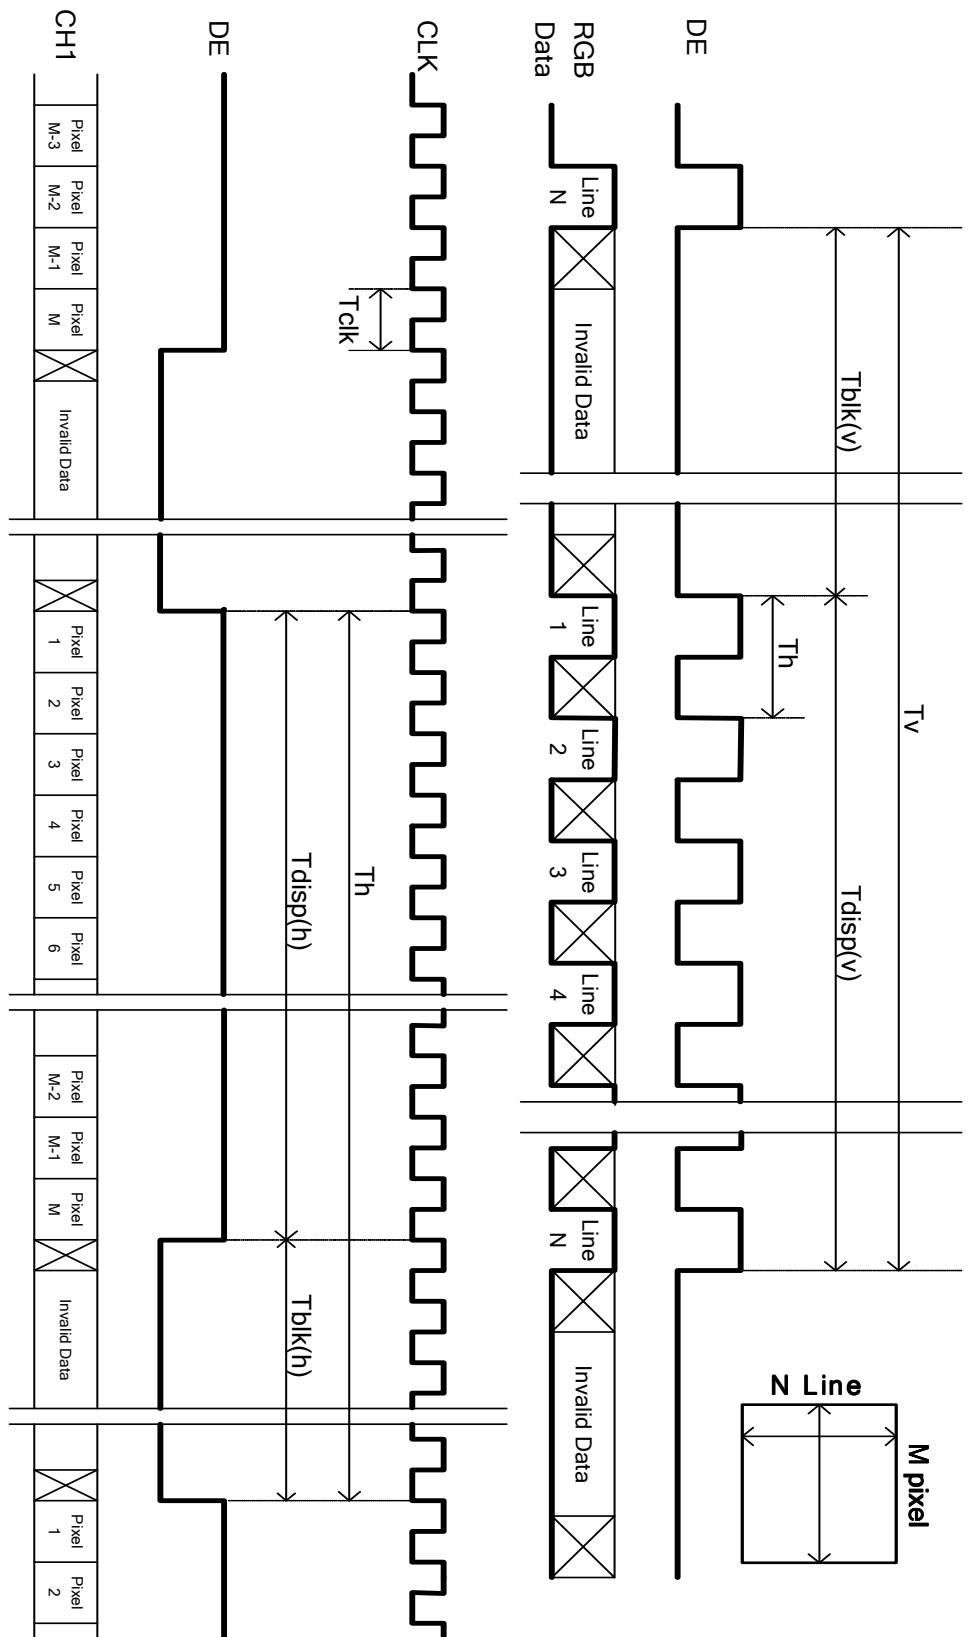 Tv
Tblk(v)
Tdisp(v)
Th
DE
RGB
Data
Line
N
Invalid Data
Line
1
Line
2
Line
3
Line
4
Line
N
Invalid Data
M pixel
N Line
CLK
Tclk
Th
Tdisp(h)
Tblk(h)
DE
CH1
Pixel
M-3
Pixel
M-2
Pixel
M-1
Pixel
M
Invalid Data
Pixel
1
Pixel
2
Pixel
3
Pixel
4
Pixel
5
Pixel
6
Pixel
M-2
Pixel
M-1
Pixel
M
Invalid Data
Pixel
1
Pixel
2